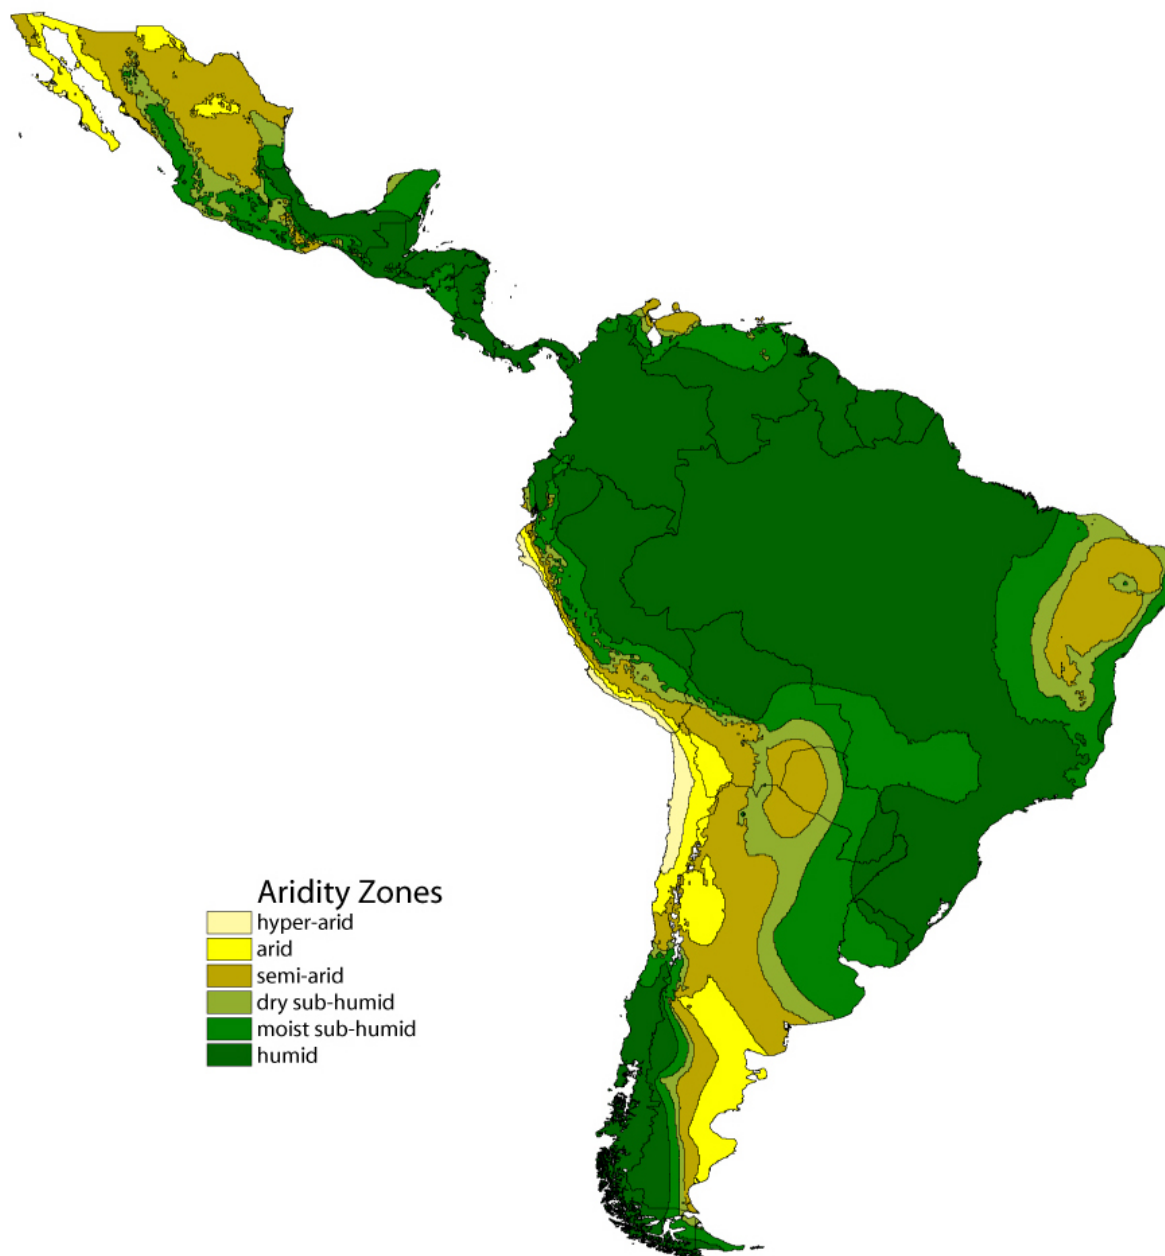 Aridity Zones
hyper-arid
arid
semi-arid
dry sub-humid
moist sub-humid
humid